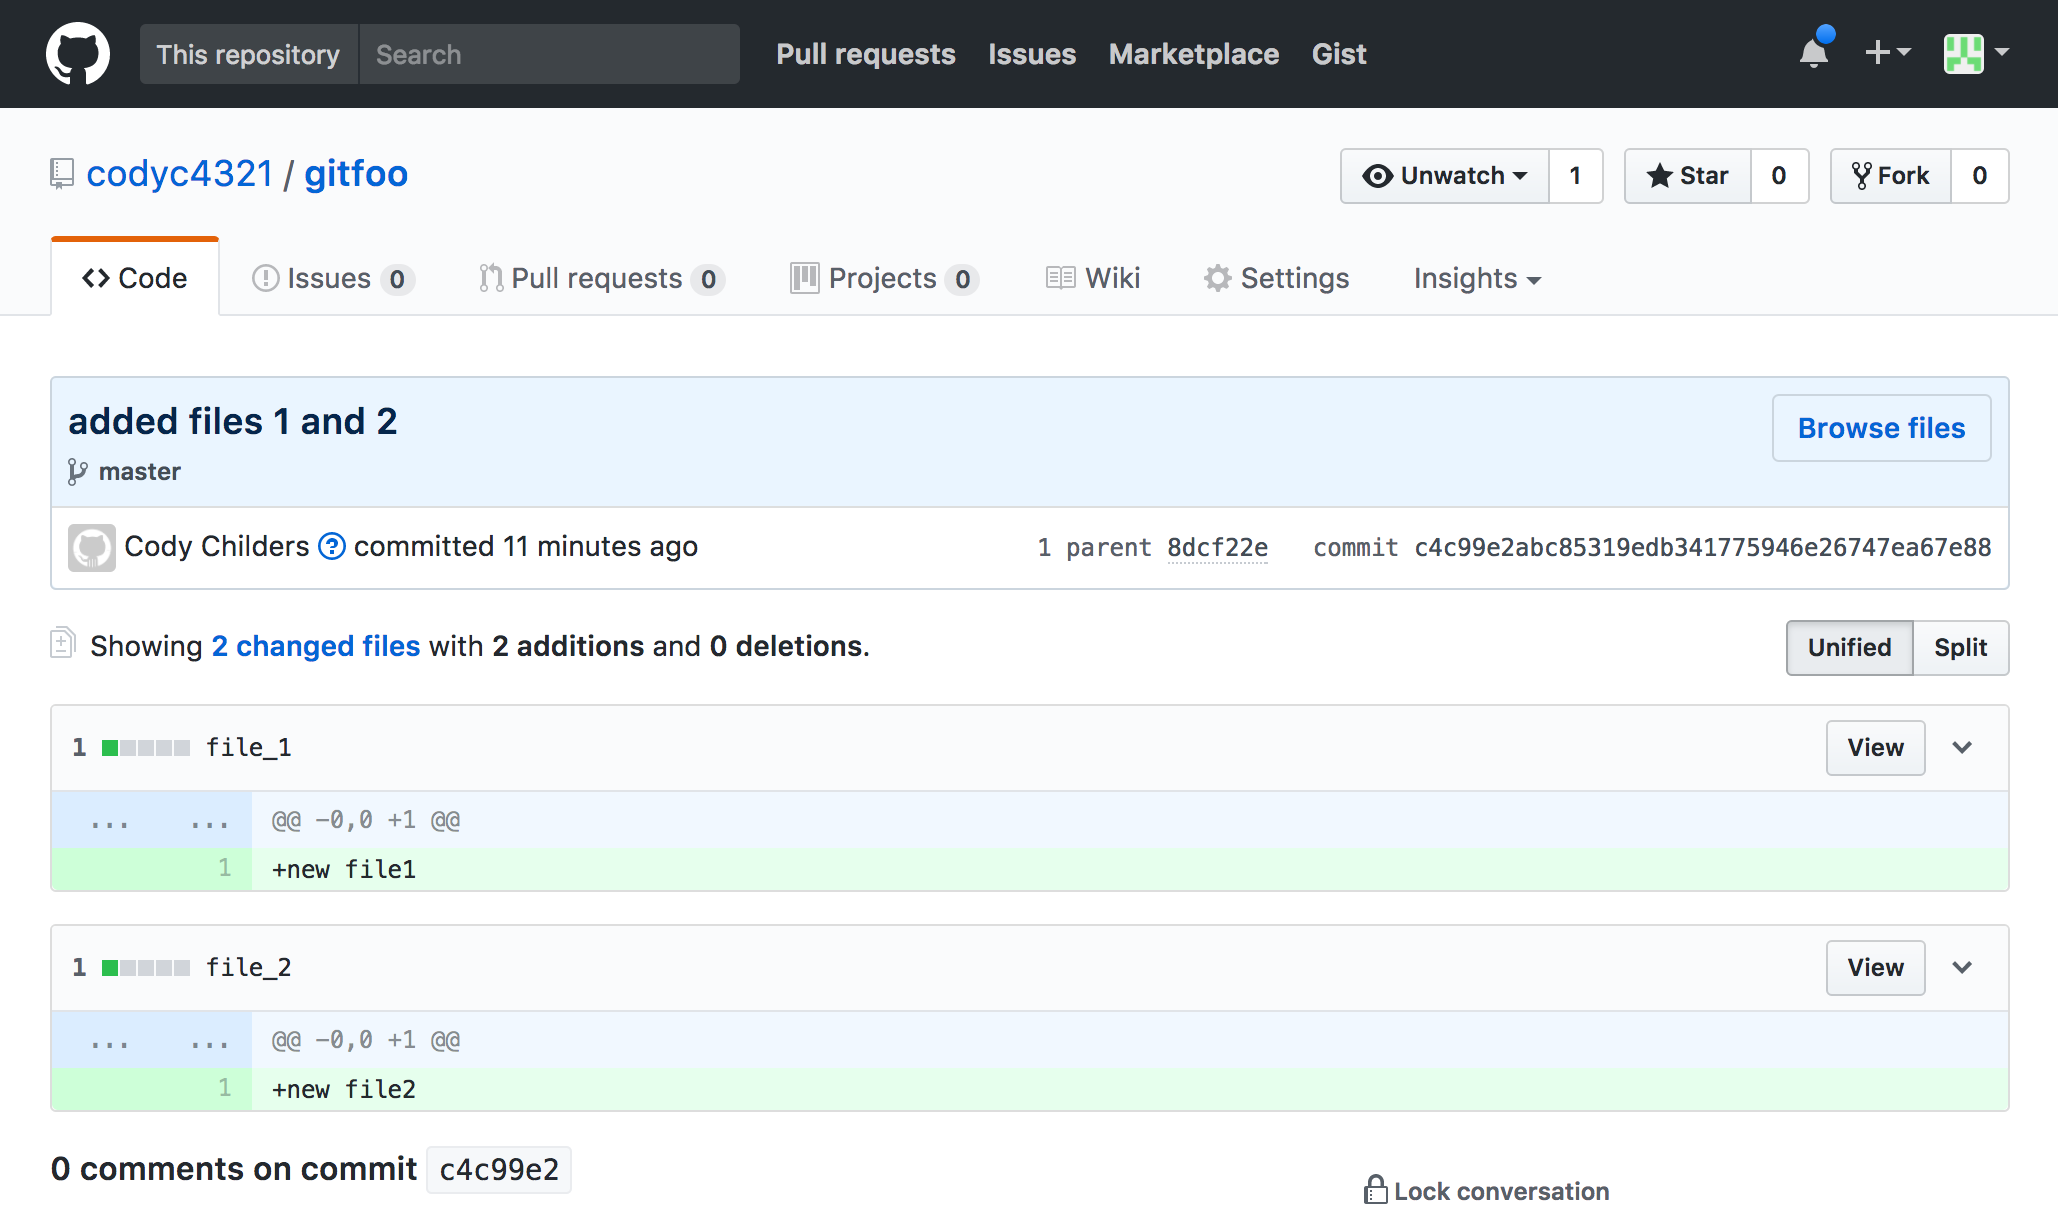 This repository Search Pull requests Issues Marketplace Gist
codyc4321 / gitfoo Unwatch 1 Star 0 Fork 0
Code Issues 0 Pull requests 0 Projects 0 Wiki Settings Insights
added files 1 and 2 Browse files
master
Cody Childers ? committed 11 minutes ago 1 parent 8dcf22e commit c4c99e2abc85319edb341775946e26747ea67e88
Showing 2 changed files with 2 additions and 0 deletions. Unified Split
1 file_1 View
... ... @@ -0,0 +1 @@
1 +new file1
1 file_2 View
... ... @@ -0,0 +1 @@
1 +new file2
0 comments on commit c4c99e2 Lock conversation